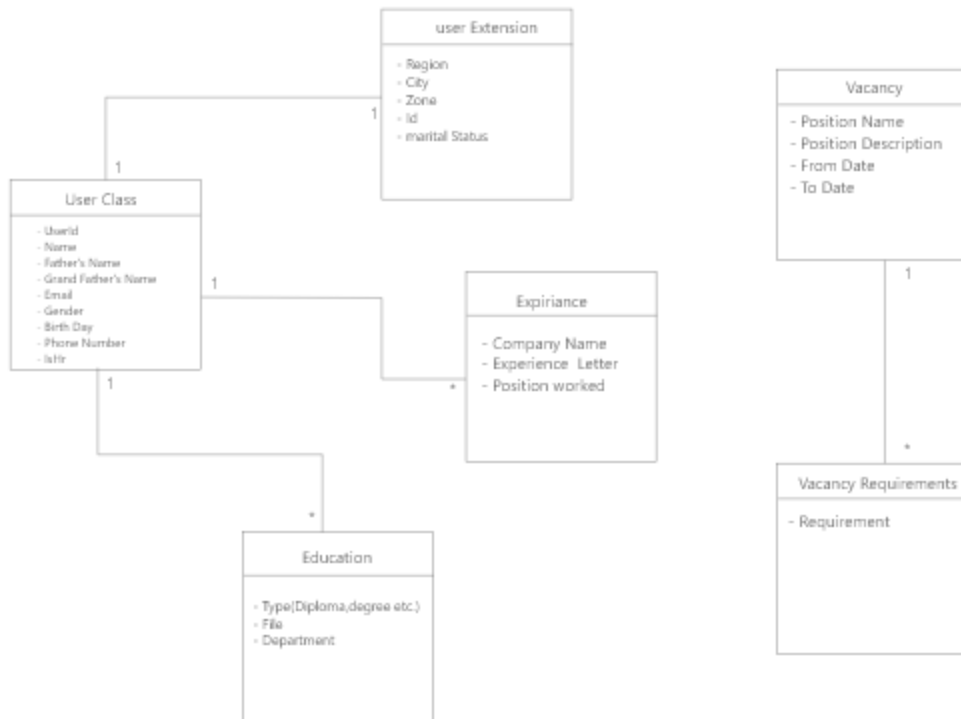 user Extension
- Region
- City
- Zone
- Id
- marital Status
1
1
User Class
- UserId
- Name
- Father's Name
- Grand Father's Name
- Email
- Gender
- Birth Day
- Phone Number
- IsHr
1
1
*
Expiriance
- Company Name
- Experience Letter
- Position worked
*
Education
- Type(Diploma,degree etc.)
- File
- Department
Vacancy
- Position Name
- Position Description
- From Date
- To Date
1
*
Vacancy Requirements
- Requirement